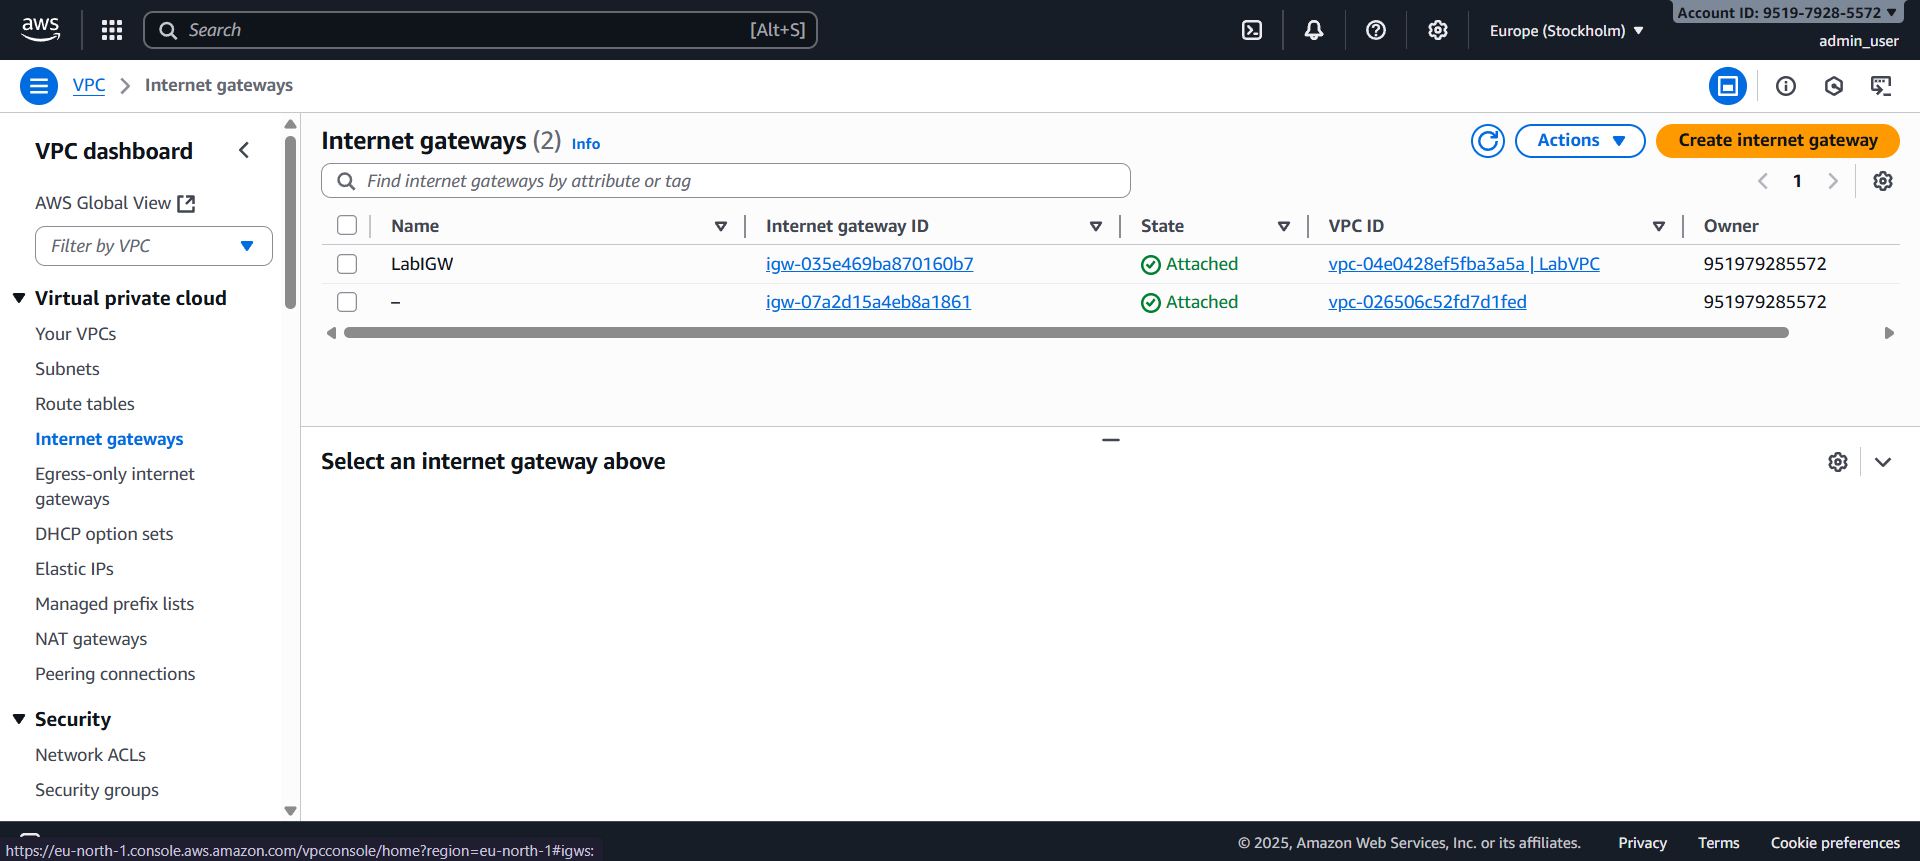 aws
Search
[Alt+S]
Europe (Stockholm)
Account ID: 9519-7928-5572
admin_user
VPC
Internet gateways
VPC dashboard
AWS Global View
Filter by VPC
Virtual private cloud
Your VPCs
Subnets
Route tables
Internet gateways
Egress-only internet
gateways
DHCP option sets
Elastic IPs
Managed prefix lists
NAT gateways
Peering connections
Security
Network ACLs
Security groups
Internet gateways (2) Info
Actions
Create internet gateway
Find internet gateways by attribute or tag
1
Name Internet gateway ID State VPC ID Owner
LabIGW igw-035e469ba870160b7 Attached vpc-04e0428ef5fba3a5a | LabVPC 951979285572
– igw-07a2d15a4eb8a1861 Attached vpc-026506c52fd7d1fed 951979285572
Select an internet gateway above
https://eu-north-1.console.aws.amazon.com/vpcconsole/home?region=eu-north-1#igws:
© 2025, Amazon Web Services, Inc. or its affiliates. Privacy Terms Cookie preferences